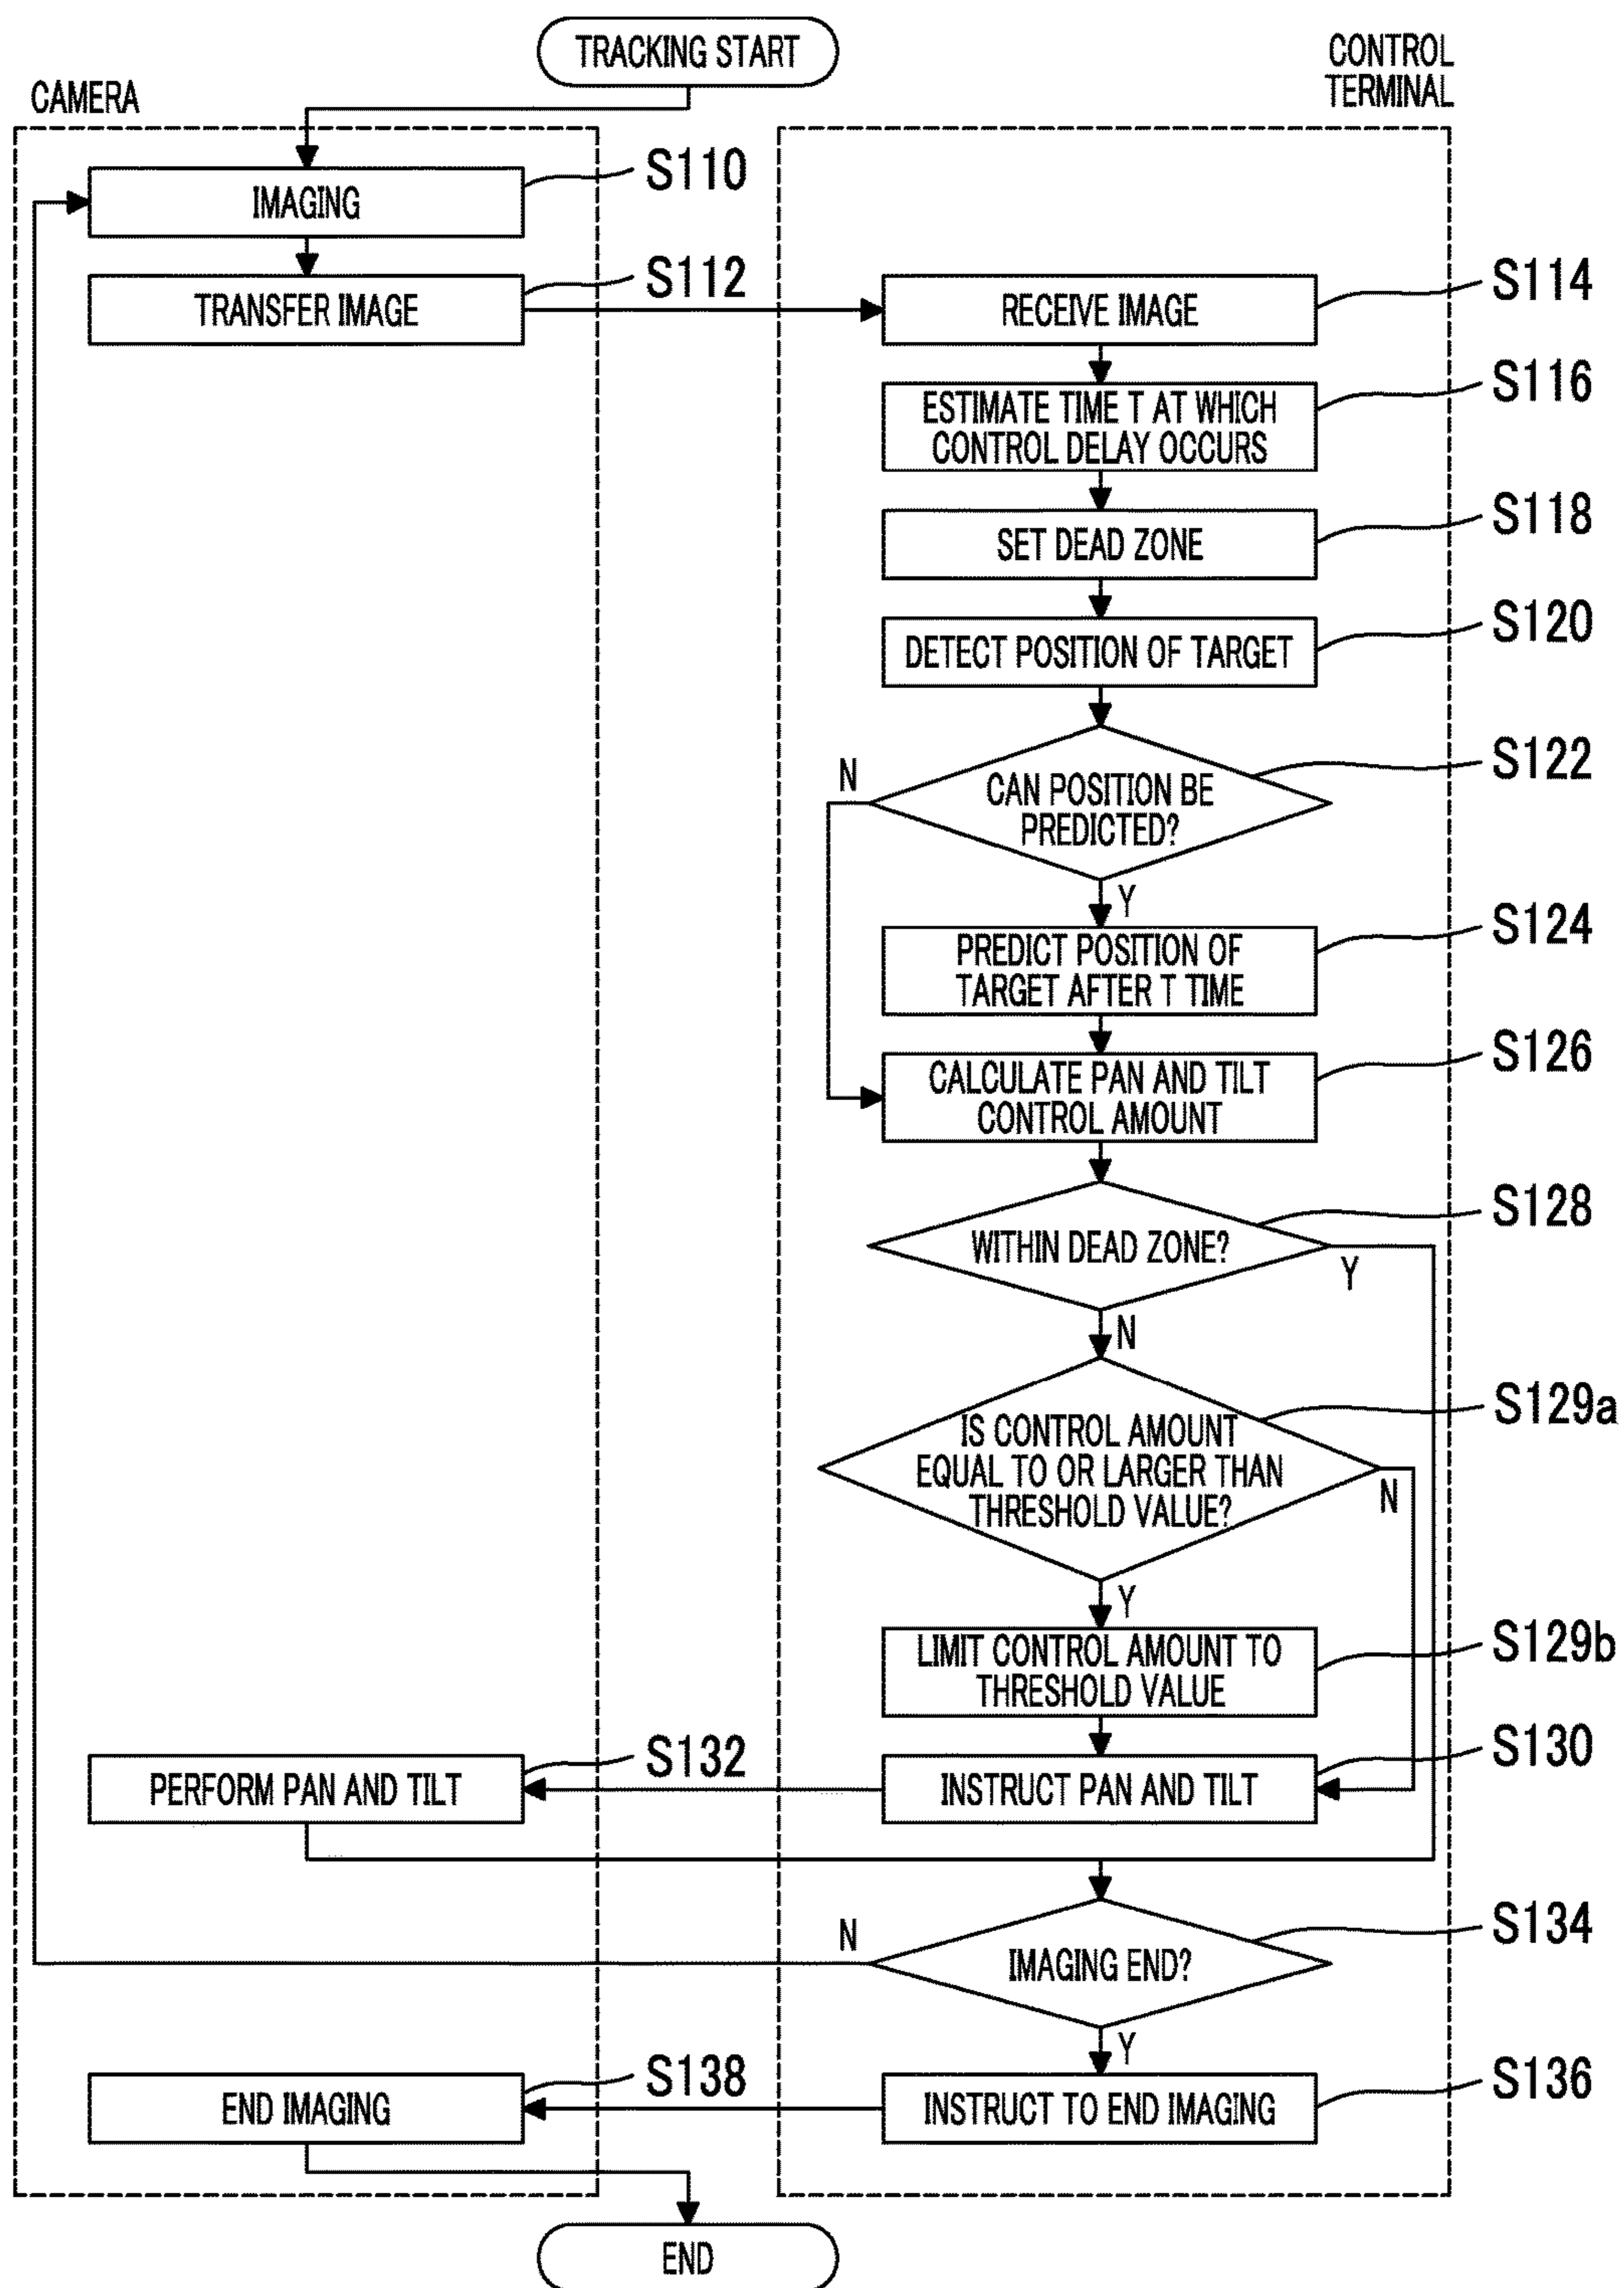 TRACKING START
CAMERA
CONTROL
TERMINAL
IMAGING
S110
TRANSFER IMAGE
S112
RECEIVE IMAGE
S114
ESTIMATE TIME T AT WHICH
CONTROL DELAY OCCURS
S116
SET DEAD ZONE
S118
DETECT POSITION OF TARGET
S120
CAN POSITION BE
PREDICTED?
S122
N
Y
PREDICT POSITION OF
TARGET AFTER T TIME
S124
CALCULATE PAN AND TILT
CONTROL AMOUNT
S126
WITHIN DEAD ZONE?
S128
Y
N
IS CONTROL AMOUNT
EQUAL TO OR LARGER THAN
THRESHOLD VALUE?
S129a
N
Y
LIMIT CONTROL AMOUNT TO
THRESHOLD VALUE
S129b
PERFORM PAN AND TILT
S132
INSTRUCT PAN AND TILT
S130
N
IMAGING END?
S134
Y
END IMAGING
S138
INSTRUCT TO END IMAGING
S136
END